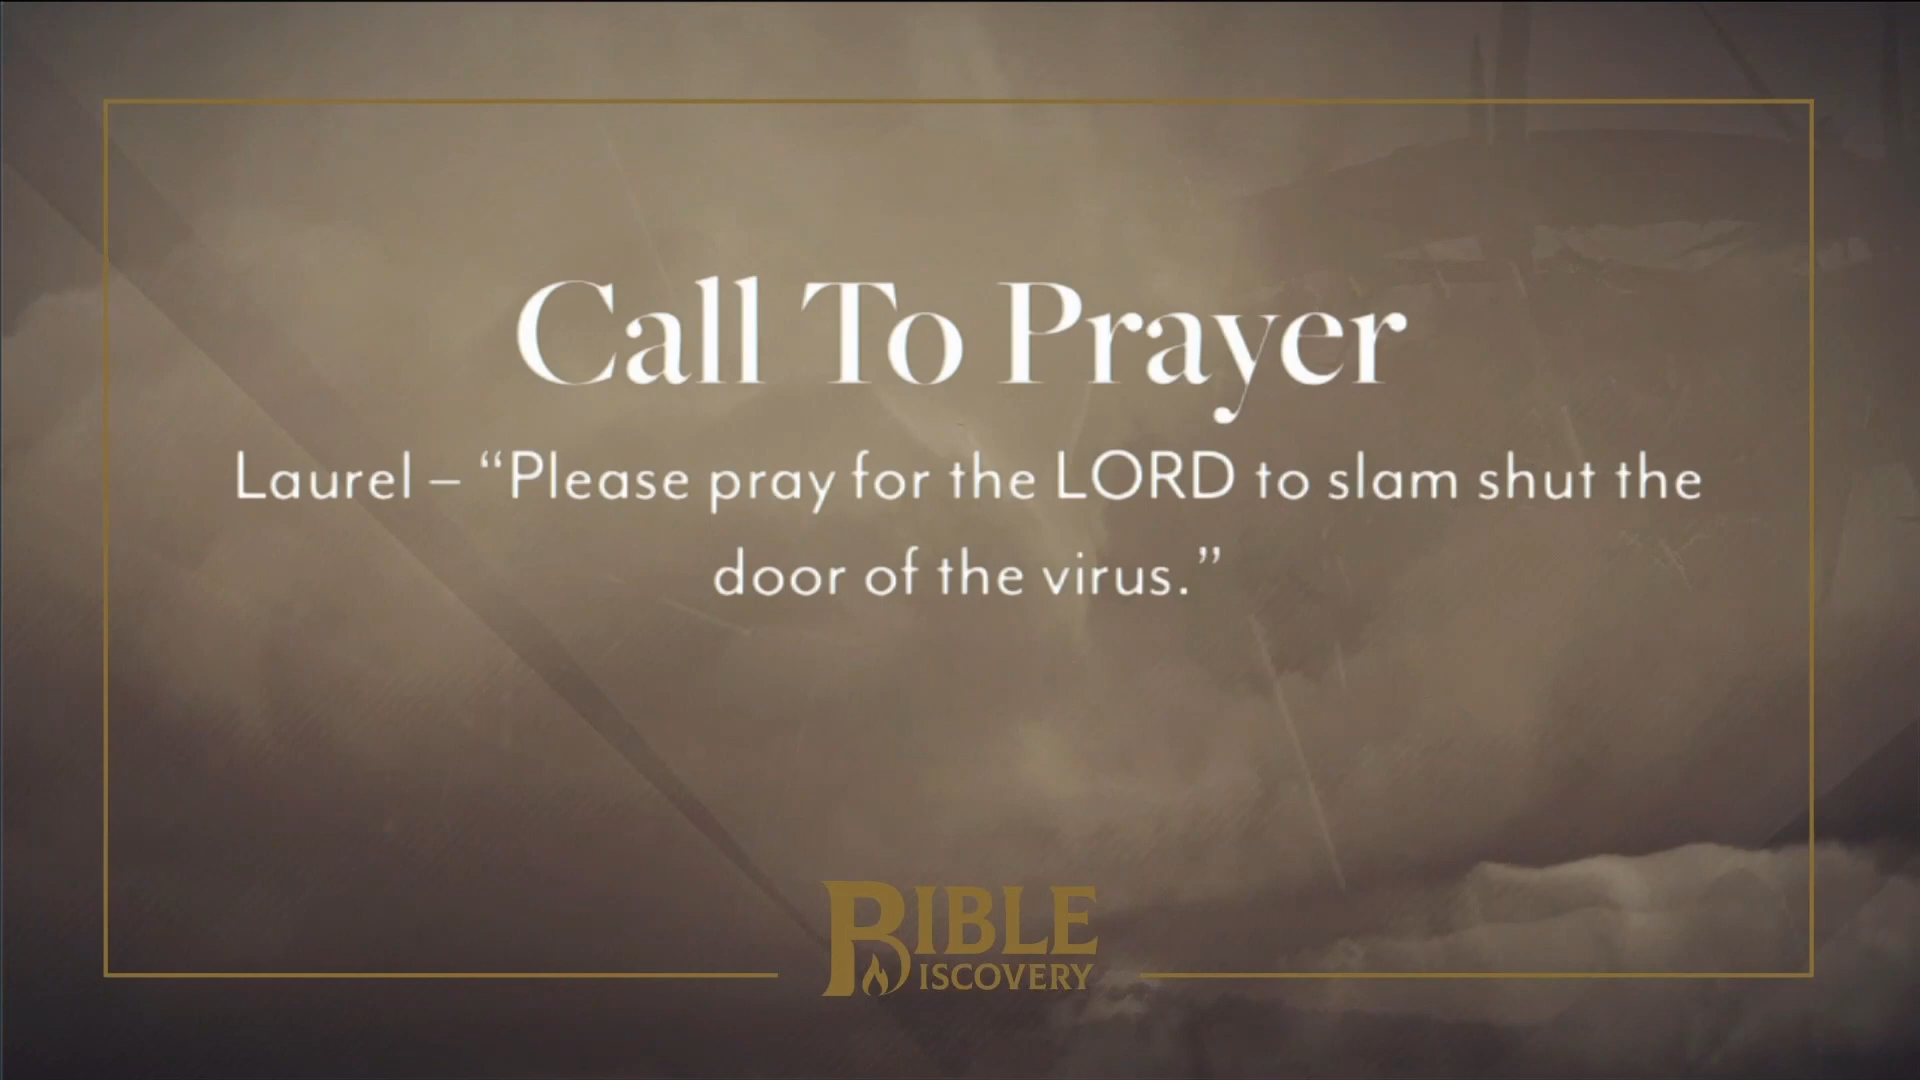 Call To Prayer
Laurel – “Please pray for the LORD to slam shut the
door of the virus.”
BIBLE
DISCOVERY